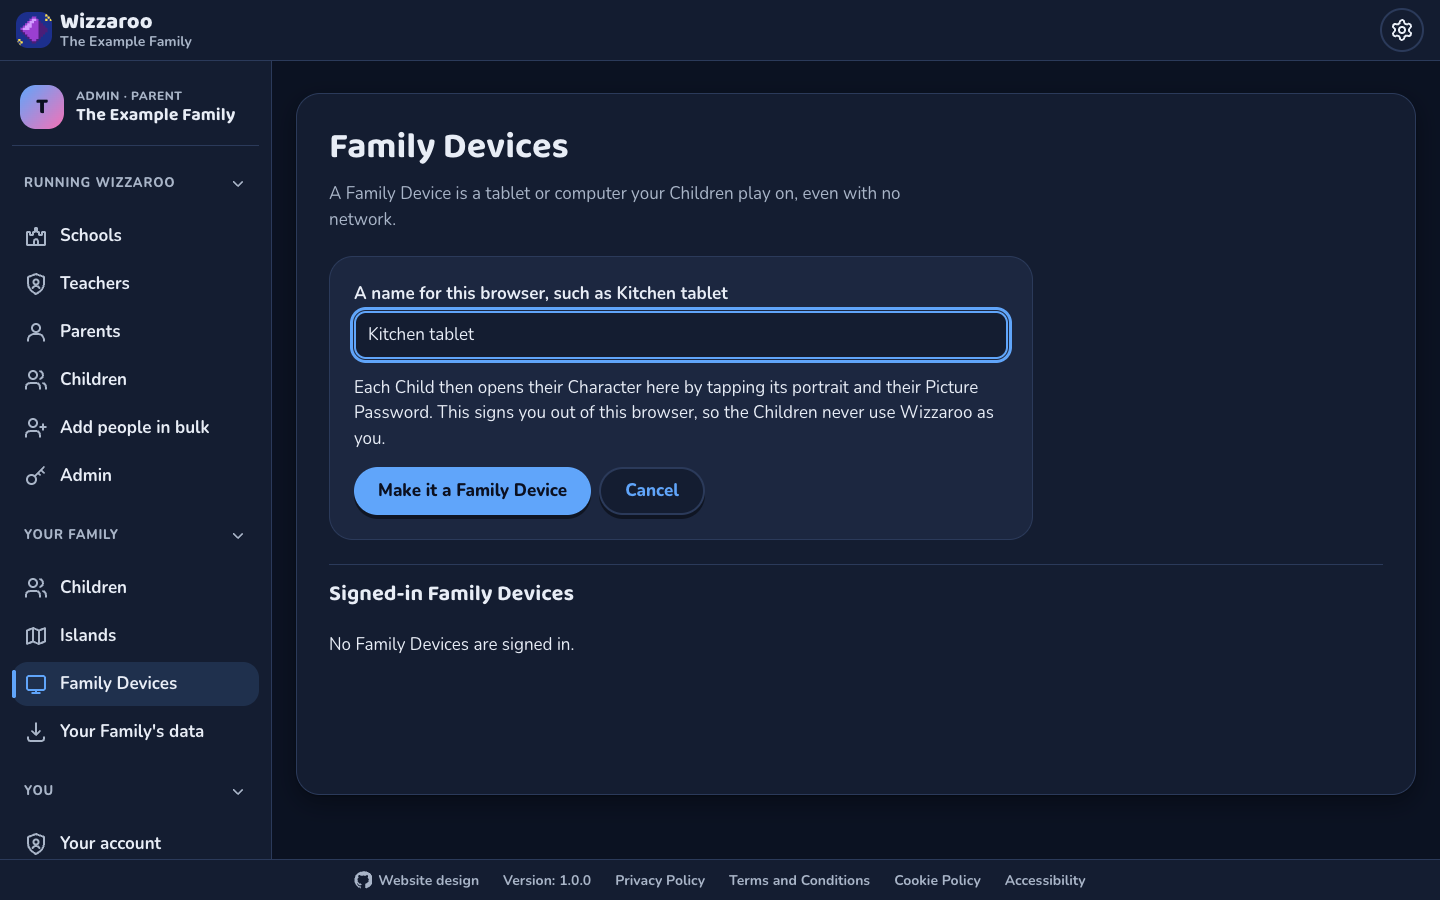 Wizzaroo
The Example Family
T
ADMIN · PARENT
The Example Family
RUNNING WIZZAROO
Schools
Teachers
Parents
Children
Add people in bulk
Admin
YOUR FAMILY
Children
Islands
Family Devices
Your Family's data
YOU
Your account
Family Devices
A Family Device is a tablet or computer your Children play on, even with no
network.
A name for this browser, such as Kitchen tablet
Kitchen tablet
Each Child then opens their Character here by tapping its portrait and their Picture
Password. This signs you out of this browser, so the Children never use Wizzaroo as
you.
Make it a Family Device
Cancel
Signed-in Family Devices
No Family Devices are signed in.
Website design
Version: 1.0.0
Privacy Policy
Terms and Conditions
Cookie Policy
Accessibility